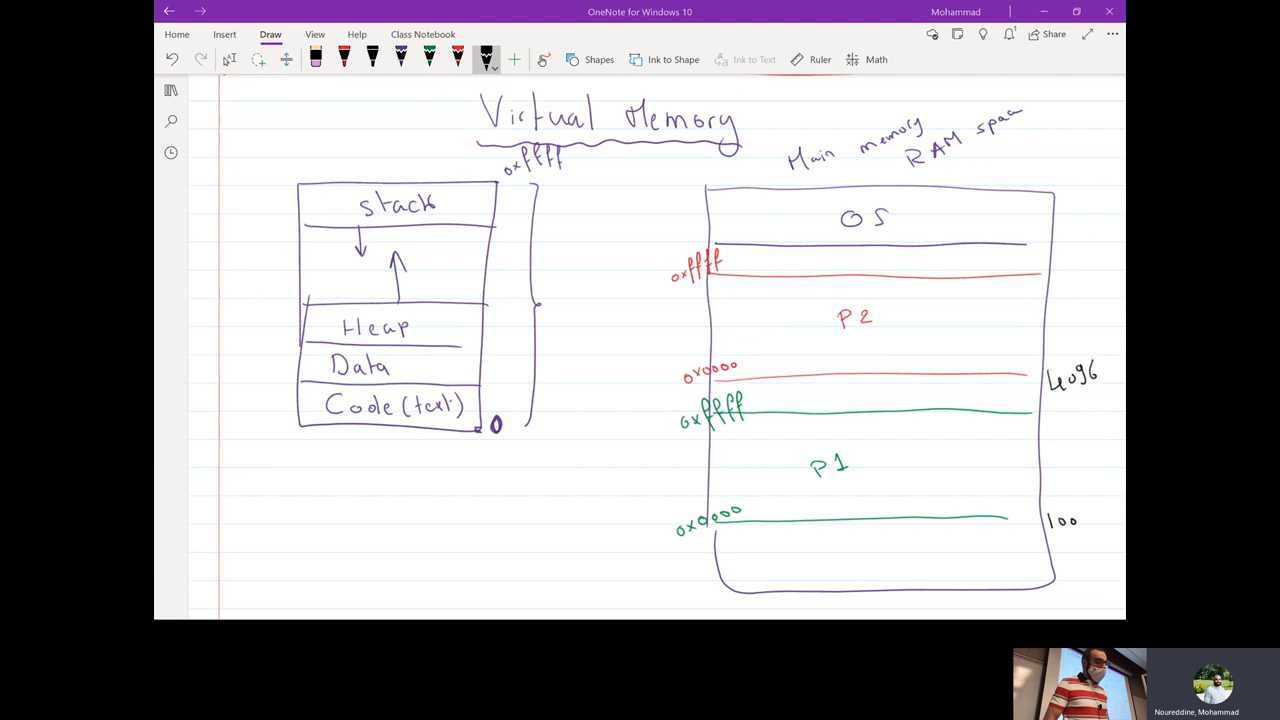 OneNote for Windows 10
Mohammad
Home
Insert
Draw
View
Help
Class Notebook
Share
Shapes
Ink to Shape
Ink to Text
Ruler
Math
Virtual Memory
0xffff
Main memory
RAM space
stack
OS
0xffff
P2
Heap
Data
0x0000
4096
Code (text)
0
0xffff
P1
0x0000
100
Noureddine, Mohammad